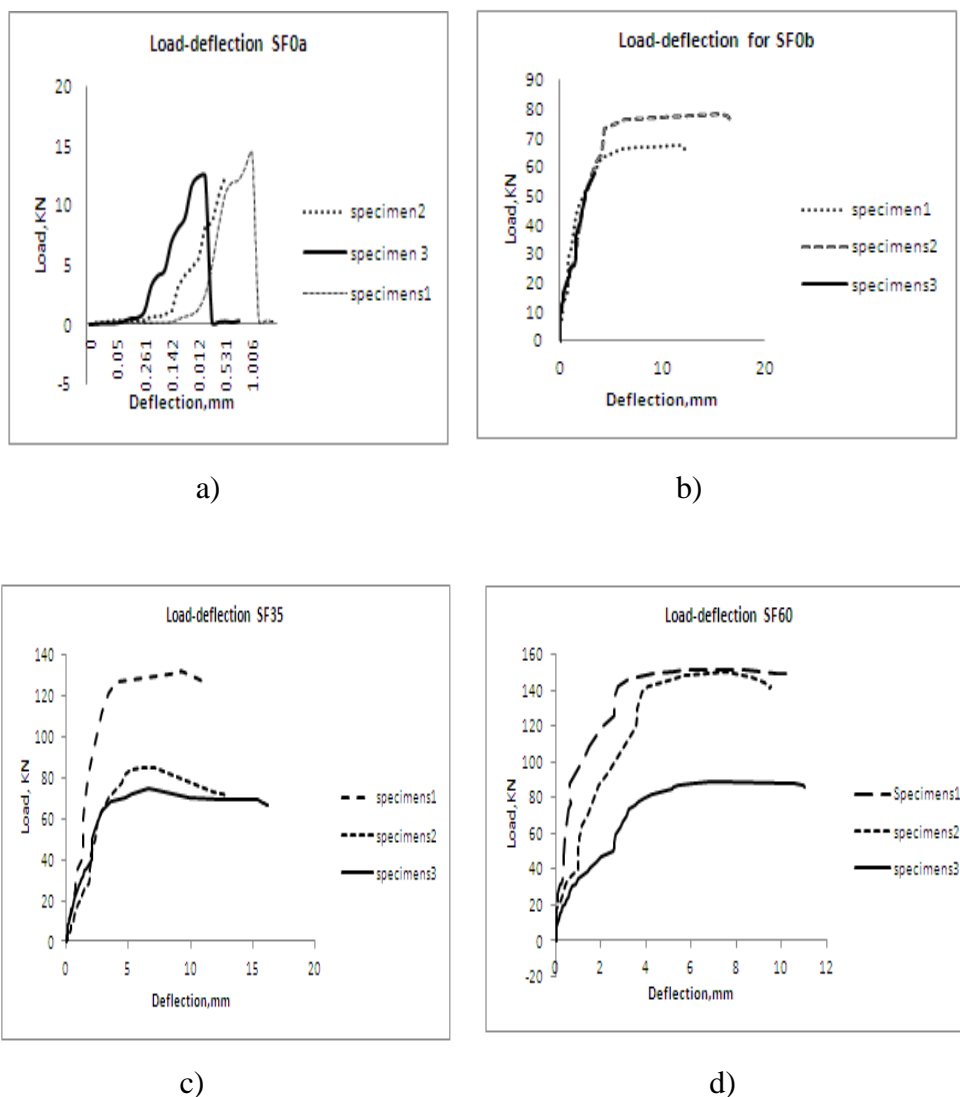 Load-deflection SF0a
20
15
10
5
0
-5
Load,KN
0
0.05
0.261
0.142
0.012
0.531
1.006
Deflection,mm
specimen2
specimen 3
specimens1
a)
Load-deflection for SF0b
90
80
70
60
50
40
30
20
10
0
Load,KN
0 10 20
Deflection,mm
specimen1
specimens2
specimens3
b)
Load-deflection SF35
140
120
100
80
60
40
20
0
Load, KN
0 5 10 15 20
Deflection,mm
specimens1
specimens2
specimens3
c)
Load-deflection SF60
160
140
120
100
80
60
40
20
0
-20
Load,KN
0 2 4 6 8 10 12
Deflection,mm
Specimens1
specimens2
specimens3
d)